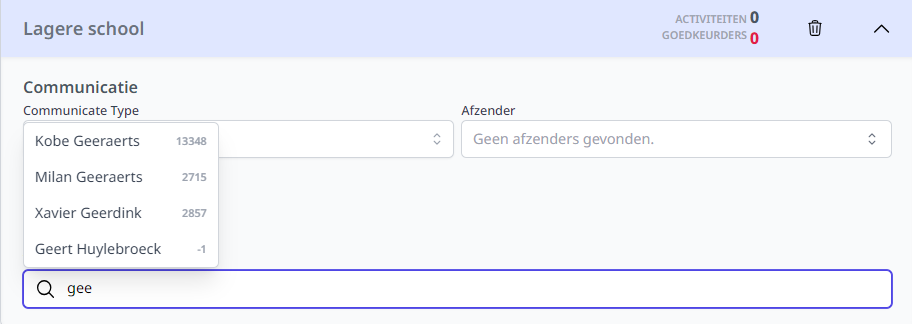 Lagere school
ACTIVITEITEN 0
GOEDKEURDERS 0
Communicatie
Communicate Type
Afzender
Geen afzenders gevonden.
Kobe Geeraerts 13348
Milan Geeraerts 2715
Xavier Geerdink 2857
Geert Huylebroeck -1
gee